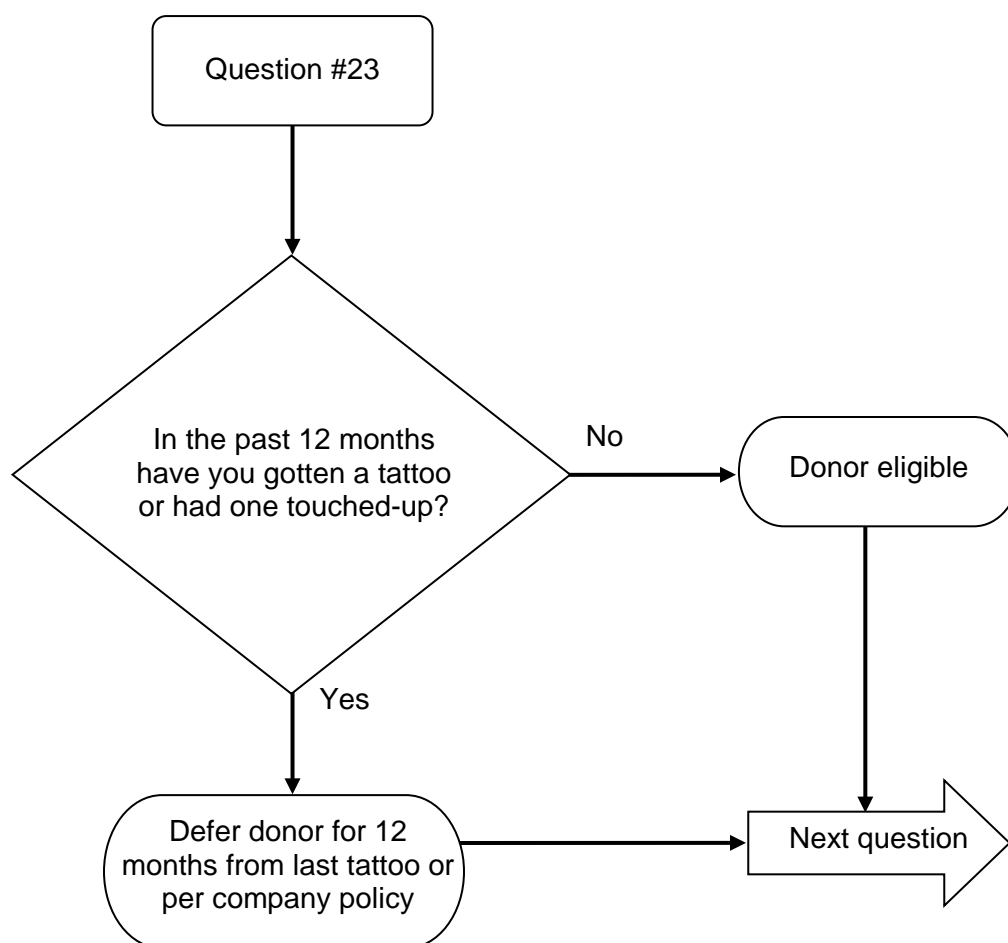 Question #23
In the past 12 months
have you gotten a tattoo
or had one touched-up?
No
Donor eligible
Yes
Defer donor for 12
months from last tattoo or
per company policy
Next question